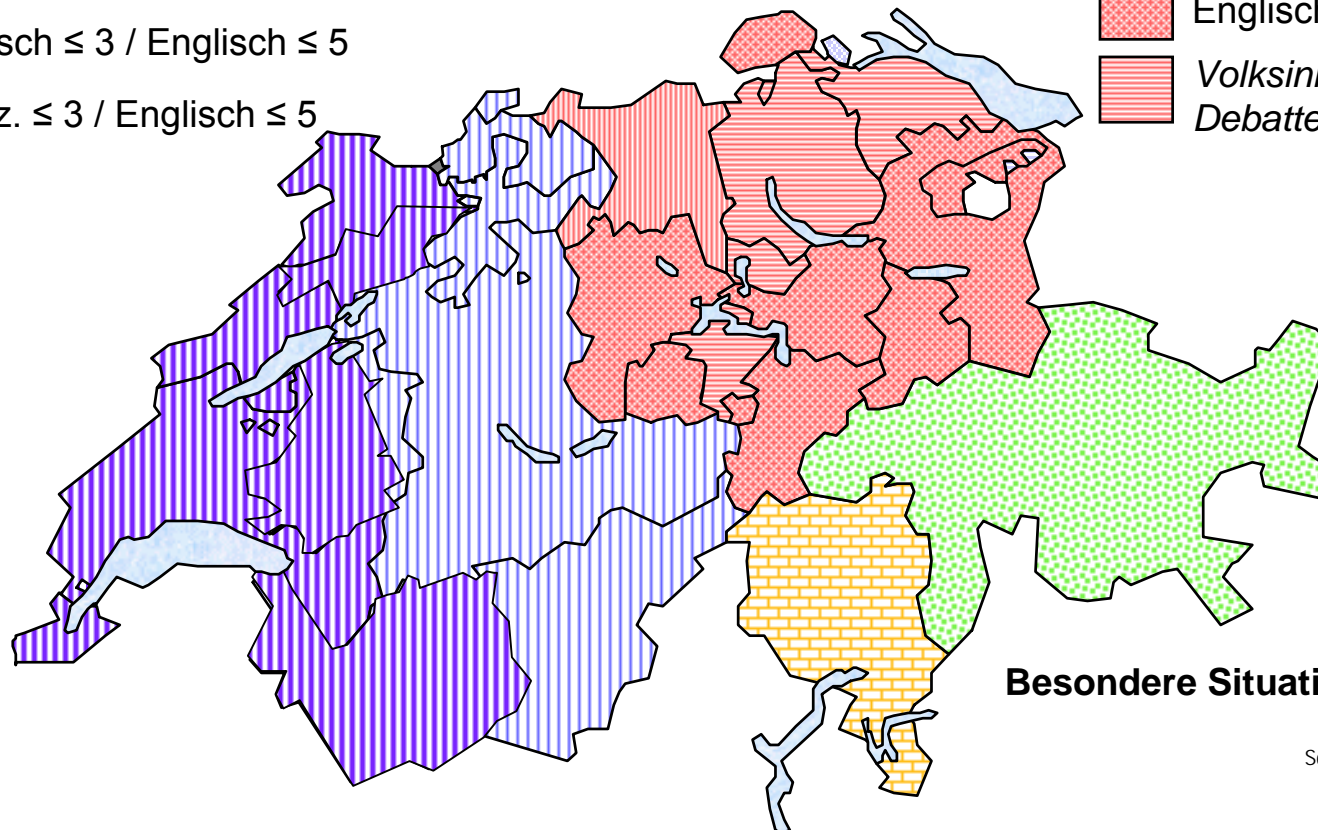 sch ≤ 3 / Englisch ≤ 5
z. ≤ 3 / Englisch ≤ 5
Englisch
Volksini
Debatte
Besondere Situati